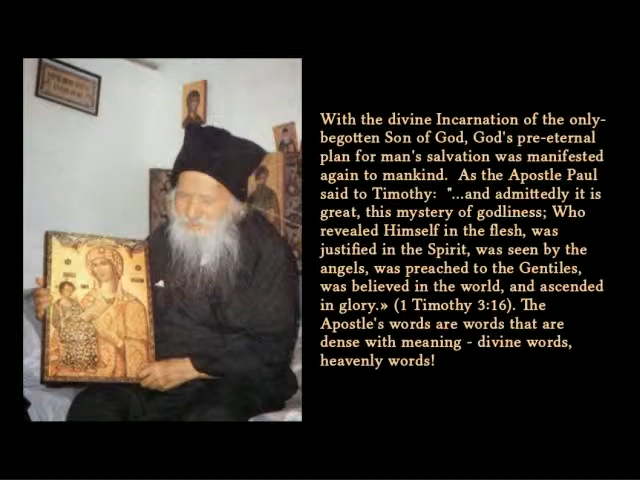 With the divine Incarnation of the only-
begotten Son of God, God's pre-eternal
plan for man's salvation was manifested
again to mankind.  As the Apostle Paul
said to Timothy:  "...and admittedly it is
great, this mystery of godliness; Who
revealed Himself in the flesh, was
justified in the Spirit, was seen by the
angels, was preached to the Gentiles,
was believed in the world, and ascended
in glory.» (1 Timothy 3:16). The
Apostle's words are words that are
dense with meaning - divine words,
heavenly words!